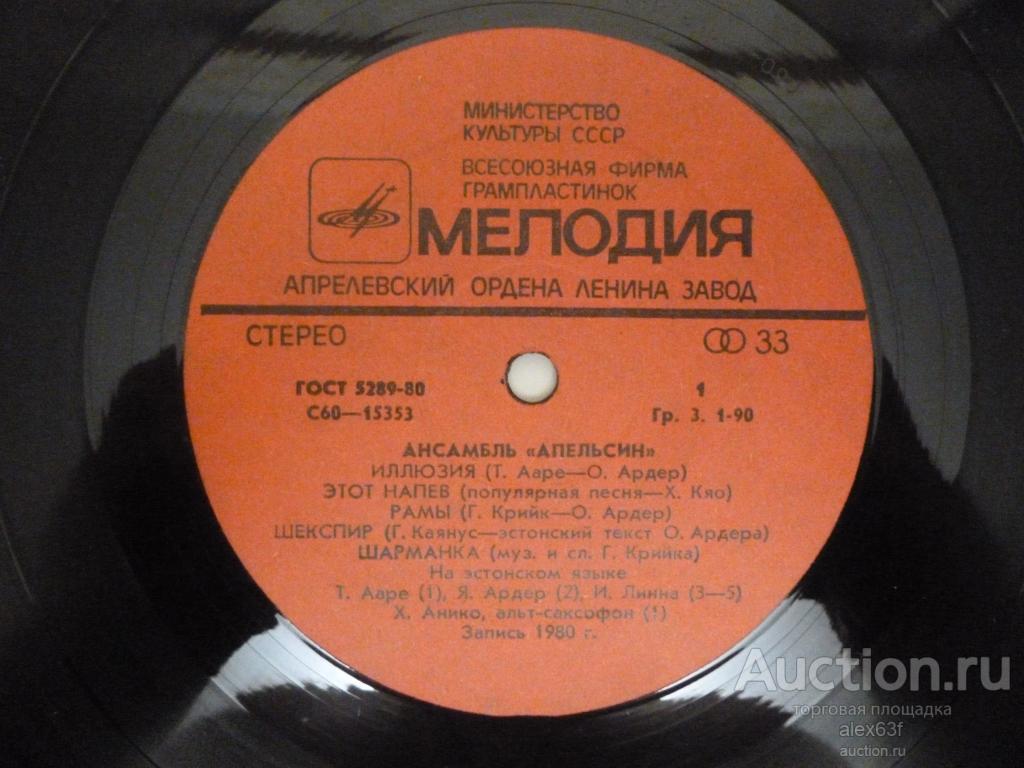 МИНИСТЕРСТВО
КУЛЬТУРЫ СССР
ВСЕСОЮЗНАЯ ФИРМА
ГРАМПЛАСТИНОК
МЕЛОДИЯ
АПРЕЛЕВСКИЙ ОРДЕНА ЛЕНИНА ЗАВОД
СТЕРЕО
33
ГОСТ 5289-80
1
С60—15353
Гр. 3. 1-90
АНСАМБЛЬ «АПЕЛЬСИН»
ИЛЛЮЗИЯ (Т. Ааре—О. Ардер)
ЭТОТ НАПЕВ (популярная песня—Х. Кяо)
РАМЫ (Г. Крийк—О. Ардер)
ШЕКСПИР (Г. Каянус—эстонский текст О. Ардера)
ШАРМАНКА (муз. и сл. Г. Крийка)
На эстонском языке
Т. Ааре (1), Я. Ардер (2), И. Линна (3—5)
Х. Анико, альт-саксофон (1)
Запись 1980 г.
Auction.ru
торговая площадка
alex63f
auction.ru